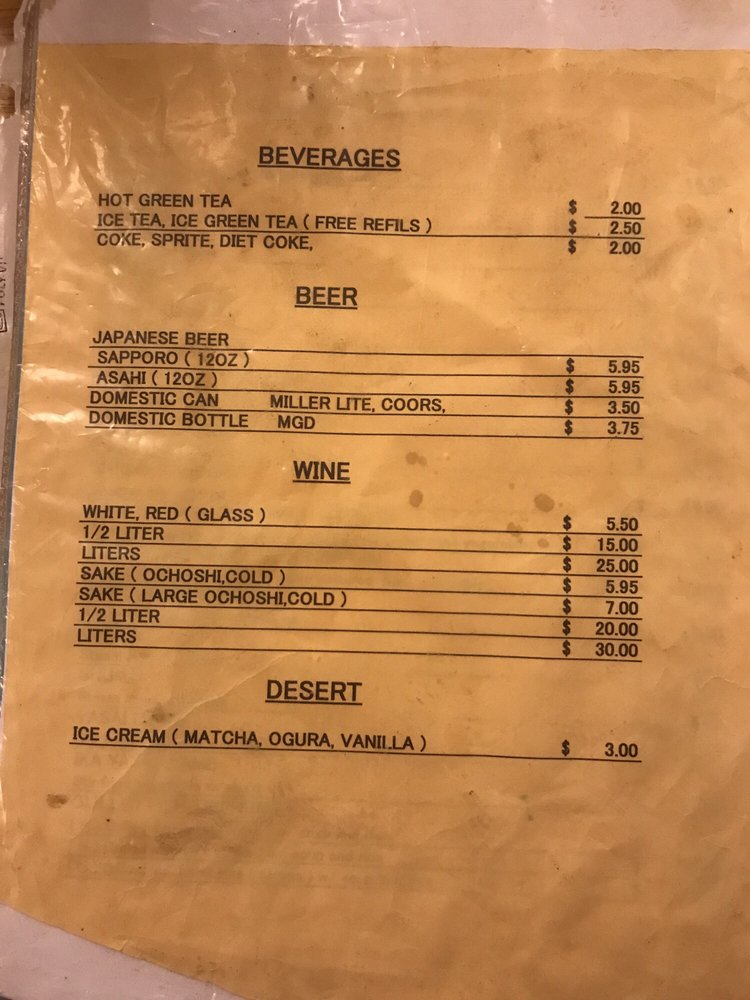 BEVERAGES
HOT GREEN TEA $ 2.00
ICE TEA, ICE GREEN TEA ( FREE REFILS ) $ 2.50
COKE, SPRITE, DIET COKE, $ 2.00
BEER
JAPANESE BEER
SAPPORO ( 12OZ ) $ 5.95
ASAHI ( 12OZ ) $ 5.95
DOMESTIC CAN MILLER LITE, COORS, $ 3.50
DOMESTIC BOTTLE MGD $ 3.75
WINE
WHITE, RED ( GLASS ) $ 5.50
1/2 LITER $ 15.00
LITERS $ 25.00
SAKE ( OCHOSHI,COLD ) $ 5.95
SAKE ( LARGE OCHOSHI,COLD ) $ 7.00
1/2 LITER $ 20.00
LITERS $ 30.00
DESERT
ICE CREAM ( MATCHA, OGURA, VANILLA ) $ 3.00